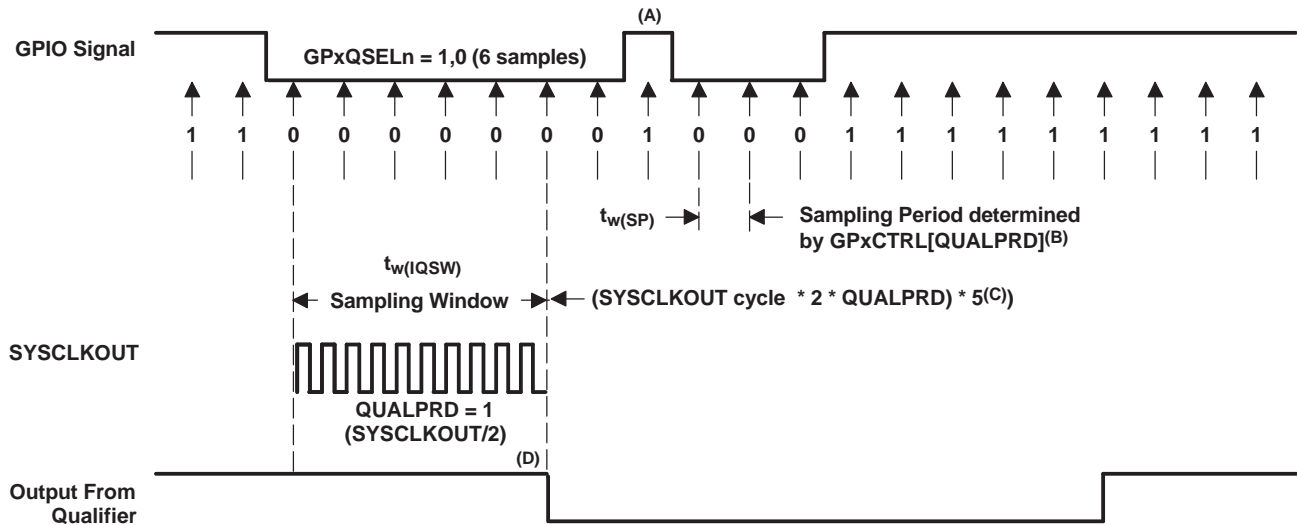 (A)
GPIO Signal
GPxQSELn = 1,0 (6 samples)
1 1 0 0 0 0 0 0 0 1 0 0 0 1 1 1 1 1 1 1 1 1
tw(SP)
Sampling Period determined
by GPxCTRL[QUALPRD](B)
tw(IQSW)
Sampling Window
(SYSCLKOUT cycle * 2 * QUALPRD) * 5(C))
SYSCLKOUT
QUALPRD = 1
(SYSCLKOUT/2)
(D)
Output From
Qualifier